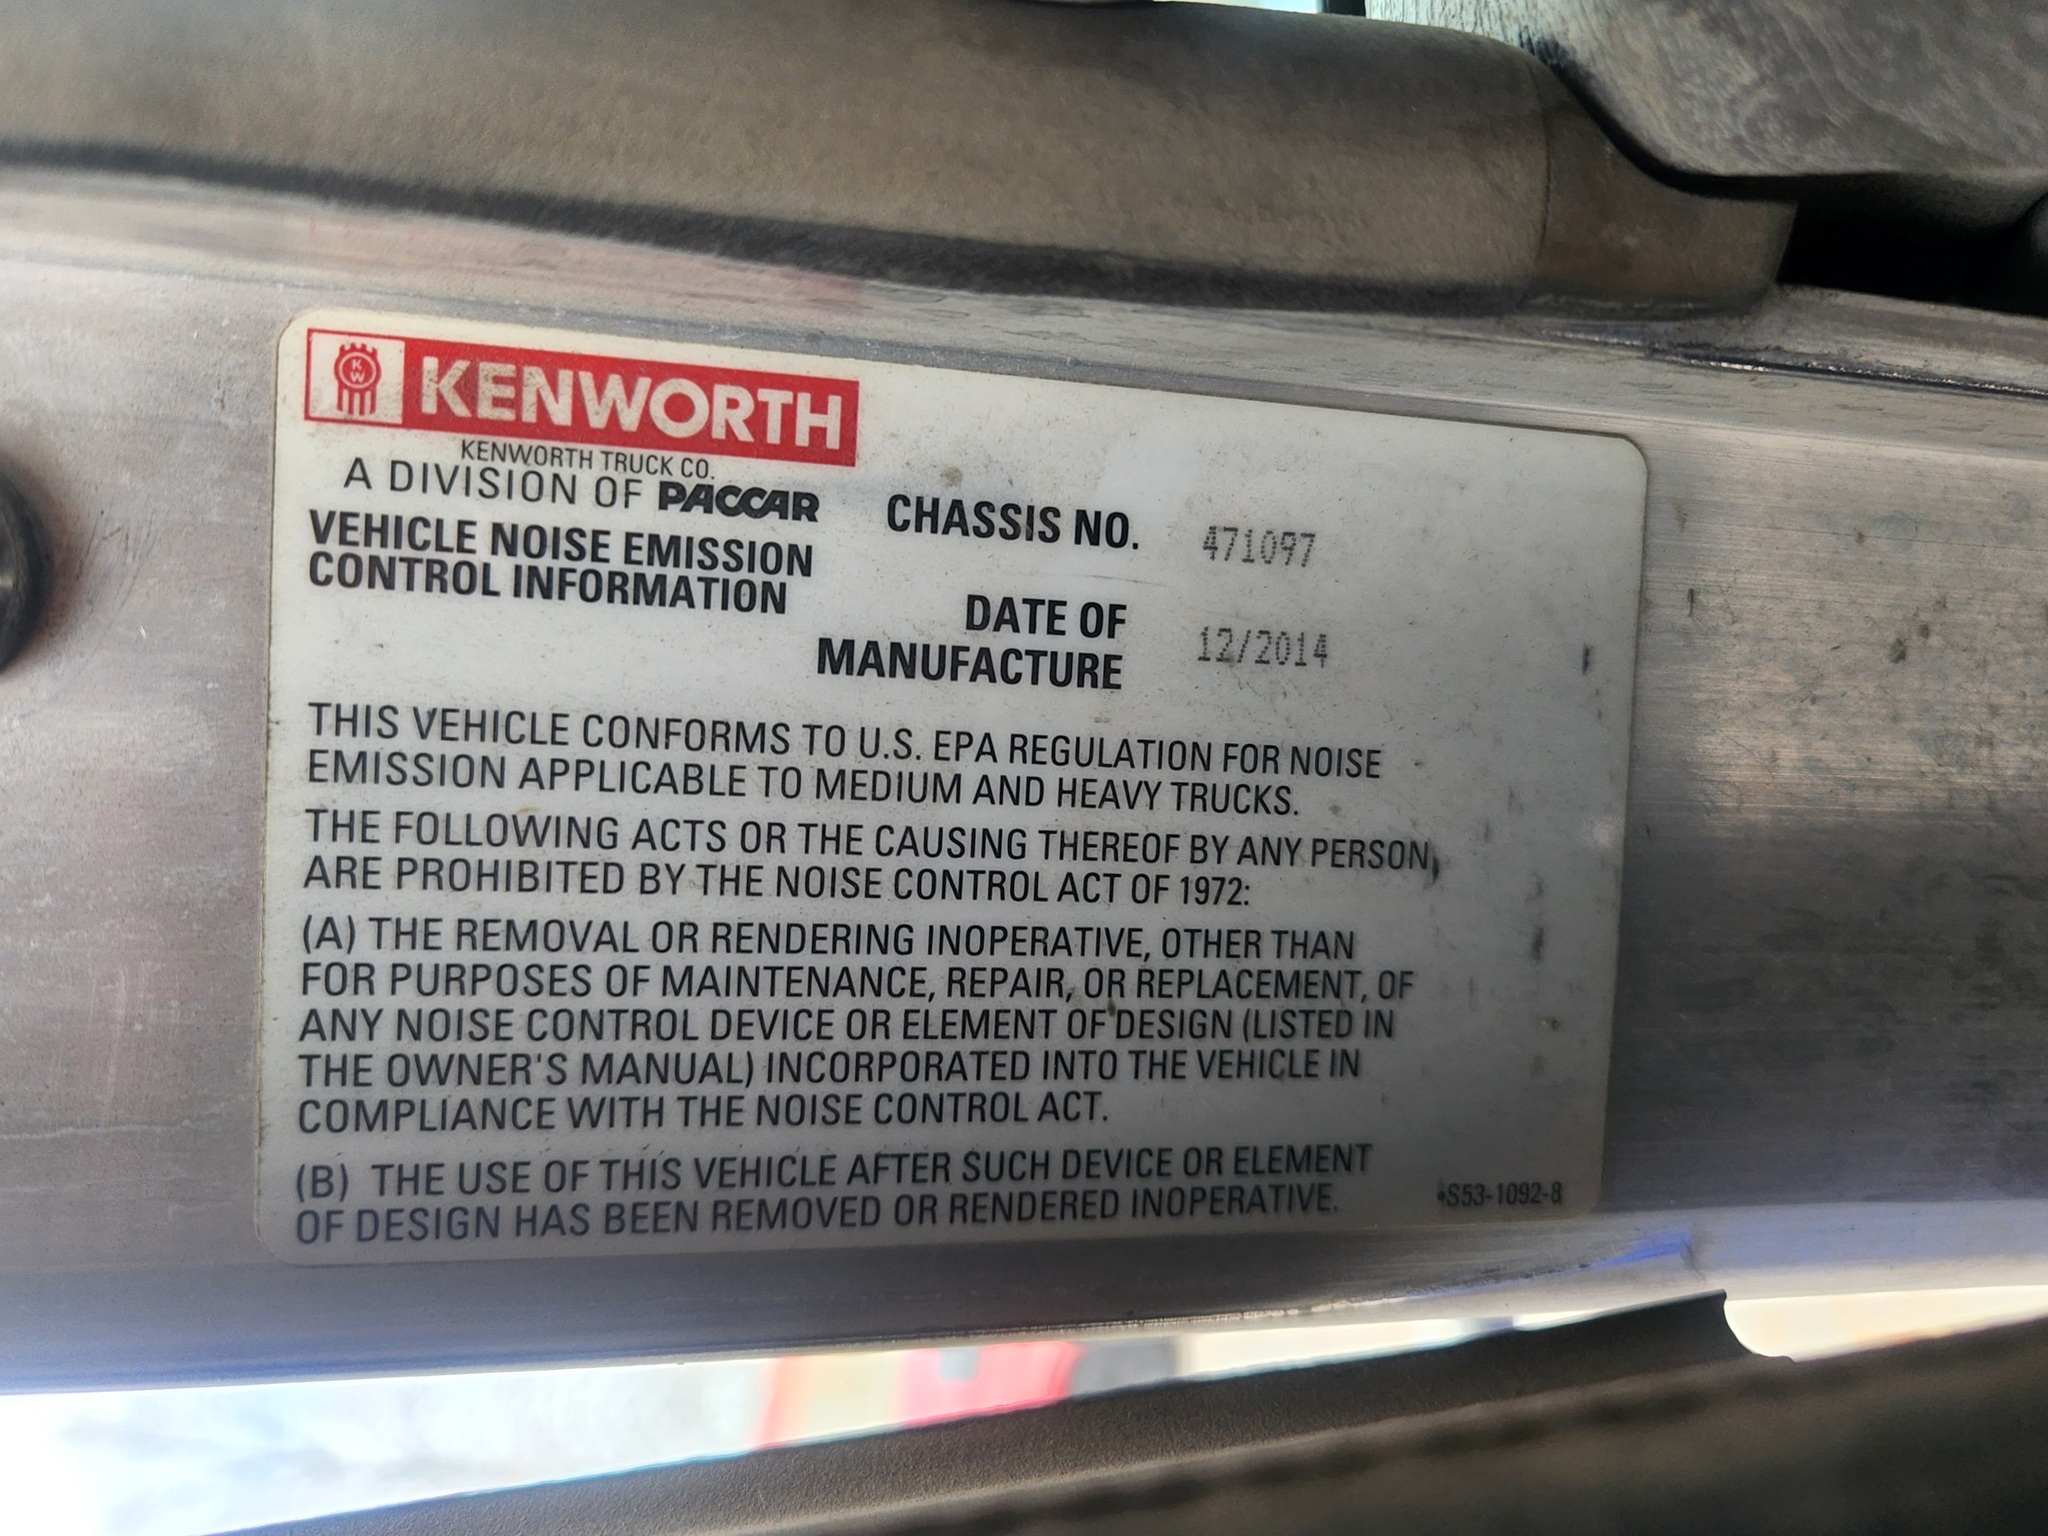 KW
KENWORTH
KENWORTH TRUCK CO.
A DIVISION OF PACCAR
VEHICLE NOISE EMISSION
CONTROL INFORMATION
CHASSIS NO. 471097
DATE OF
MANUFACTURE 12/2014
THIS VEHICLE CONFORMS TO U.S. EPA REGULATION FOR NOISE
EMISSION APPLICABLE TO MEDIUM AND HEAVY TRUCKS.
THE FOLLOWING ACTS OR THE CAUSING THEREOF BY ANY PERSON,
ARE PROHIBITED BY THE NOISE CONTROL ACT OF 1972:
(A) THE REMOVAL OR RENDERING INOPERATIVE, OTHER THAN
FOR PURPOSES OF MAINTENANCE, REPAIR, OR REPLACEMENT, OF
ANY NOISE CONTROL DEVICE OR ELEMENT OF DESIGN (LISTED IN
THE OWNER'S MANUAL) INCORPORATED INTO THE VEHICLE IN
COMPLIANCE WITH THE NOISE CONTROL ACT.
(B) THE USE OF THIS VEHICLE AFTER SUCH DEVICE OR ELEMENT
OF DESIGN HAS BEEN REMOVED OR RENDERED INOPERATIVE.
S53-1092-8